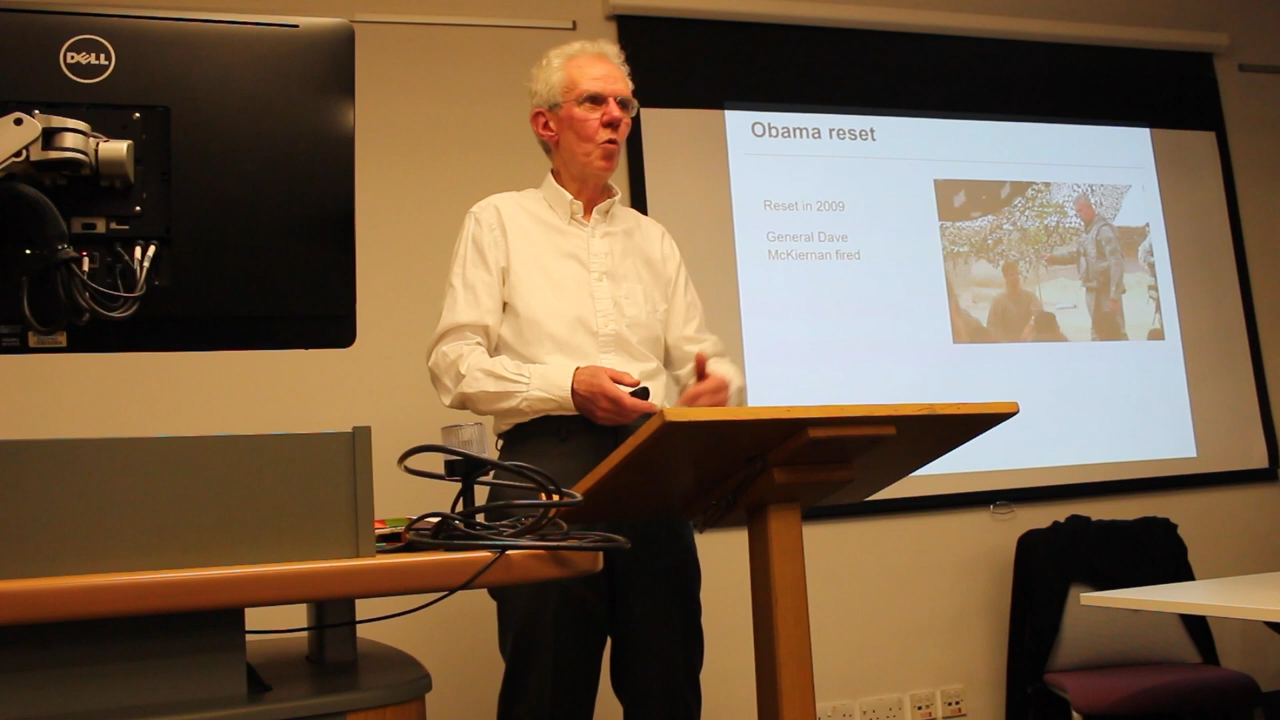 DELL
Obama reset
Reset in 2009
General Dave
McKiernan fired